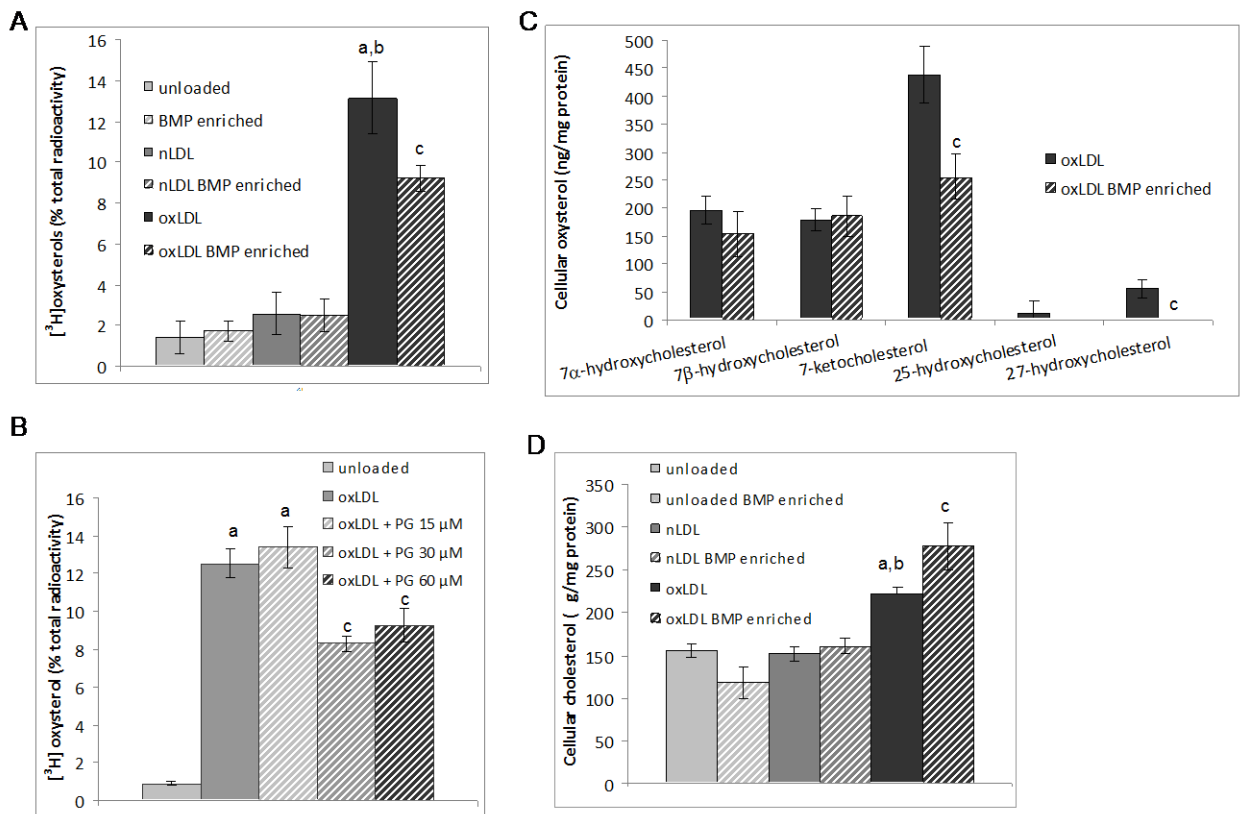 A
[³H]oxysterols (% total radioactivity)
16
14
12
10
8
6
4
2
0
unloaded
BMP enriched
nLDL
nLDL BMP enriched
oxLDL
oxLDL BMP enriched
a,b
c
C
Cellular oxysterol (ng/mg protein)
500
450
400
350
300
250
200
150
100
50
0
c
c
oxLDL
oxLDL BMP enriched
7α-hydroxycholesterol
7β-hydroxycholesterol
7-ketocholesterol
25-hydroxycholesterol
27-hydroxycholesterol
B
[³H] oxysterol (% total radioactivity)
16
14
12
10
8
6
4
2
0
a
a
c
c
unloaded
oxLDL
oxLDL + PG 15 µM
oxLDL + PG 30 µM
oxLDL + PG 60 µM
D
Cellular cholesterol ( g/mg protein)
350
300
250
200
150
100
50
0
unloaded
unloaded BMP enriched
nLDL
nLDL BMP enriched
oxLDL
oxLDL BMP enriched
a,b
c